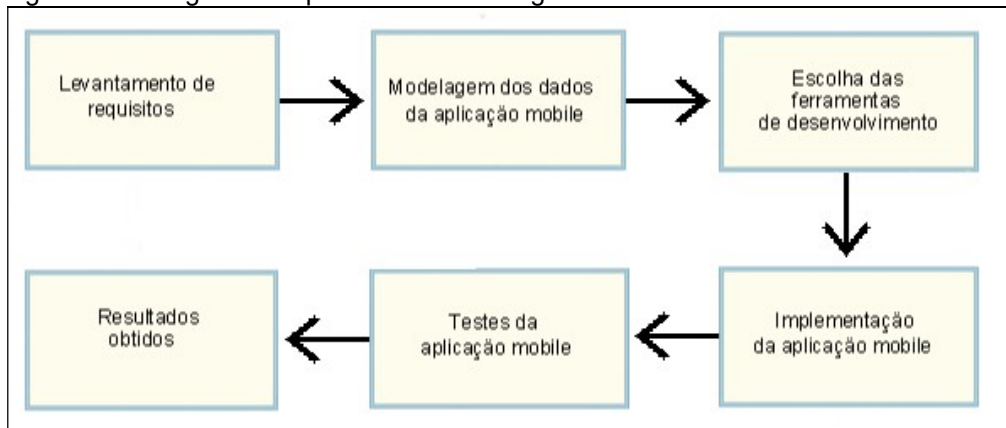 Levantamento de
requisitos
Modelagem dos dados
da aplicação mobile
Escolha das
ferramentas
de desenvolvimento
Implementação
da aplicação mobile
Testes da
aplicação mobile
Resultados
obtidos